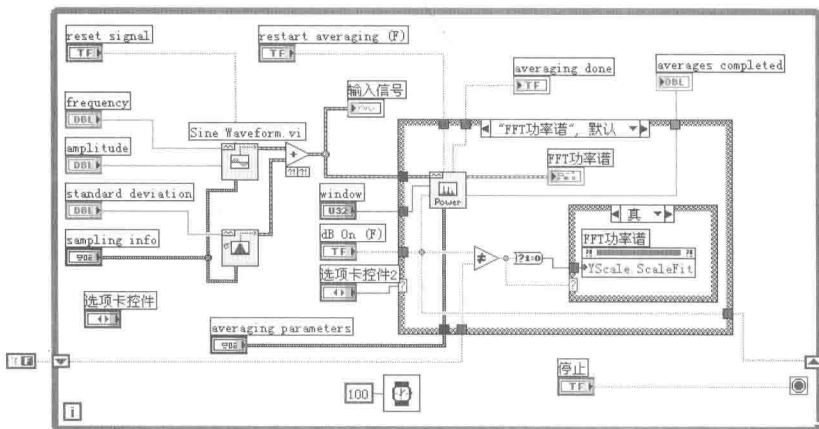 reset signal
TF
restart averaging (F)
TF
averaging done
TF
averages completed
DBL
frequency
DBL
输入信号
Sine Waveform.vi
"FFT功率谱", 默认
amplitude
DBL
FFT功率谱
standard deviation
DBL
window
U32
Power
真
sampling info
dB On (F)
TF
FFT功率谱
?1:0
YScale ScaleFit
选项卡控件2
选项卡控件
averaging parameters
停止
TF
100
i